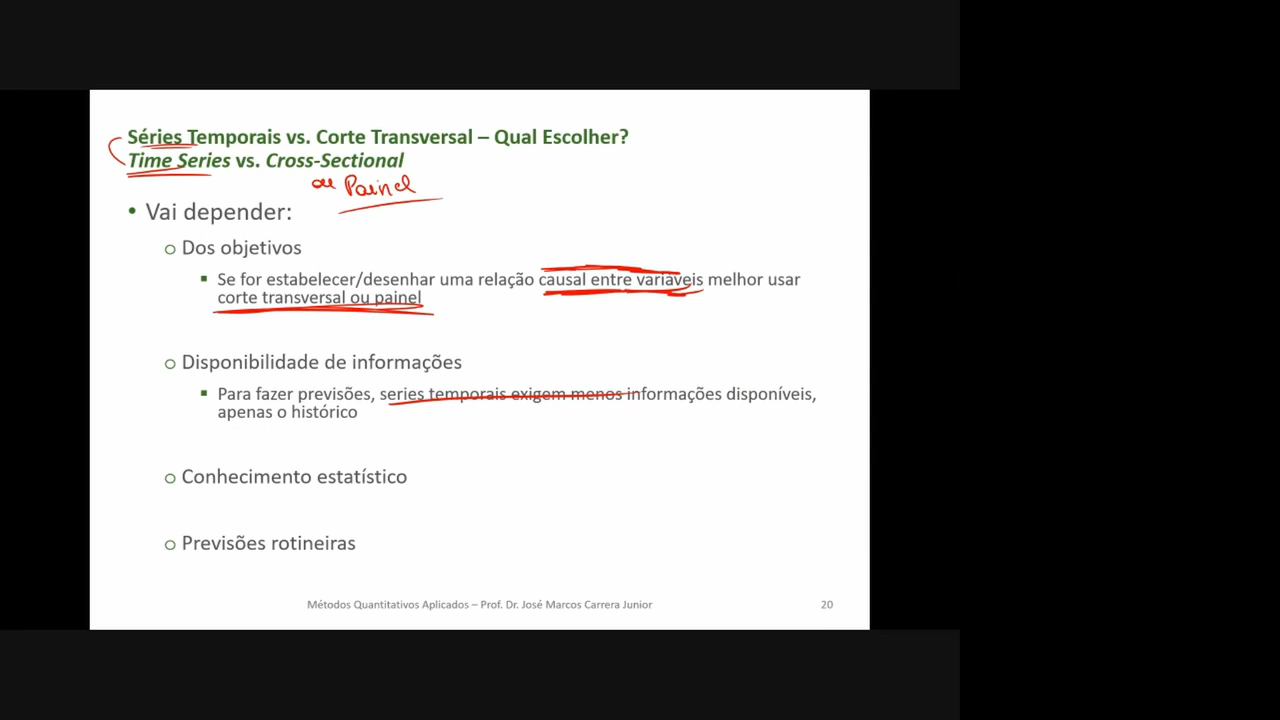 Séries Temporais vs. Corte Transversal – Qual Escolher?
Time Series vs. Cross-Sectional
ou Painel
• Vai depender:
o Dos objetivos
▪ Se for estabelecer/desenhar uma relação causal entre variáveis melhor usar
corte transversal ou painel
o Disponibilidade de informações
▪ Para fazer previsões, series temporais exigem menos informações disponíveis,
apenas o histórico
o Conhecimento estatístico
o Previsões rotineiras
Métodos Quantitativos Aplicados – Prof. Dr. José Marcos Carrera Junior
20